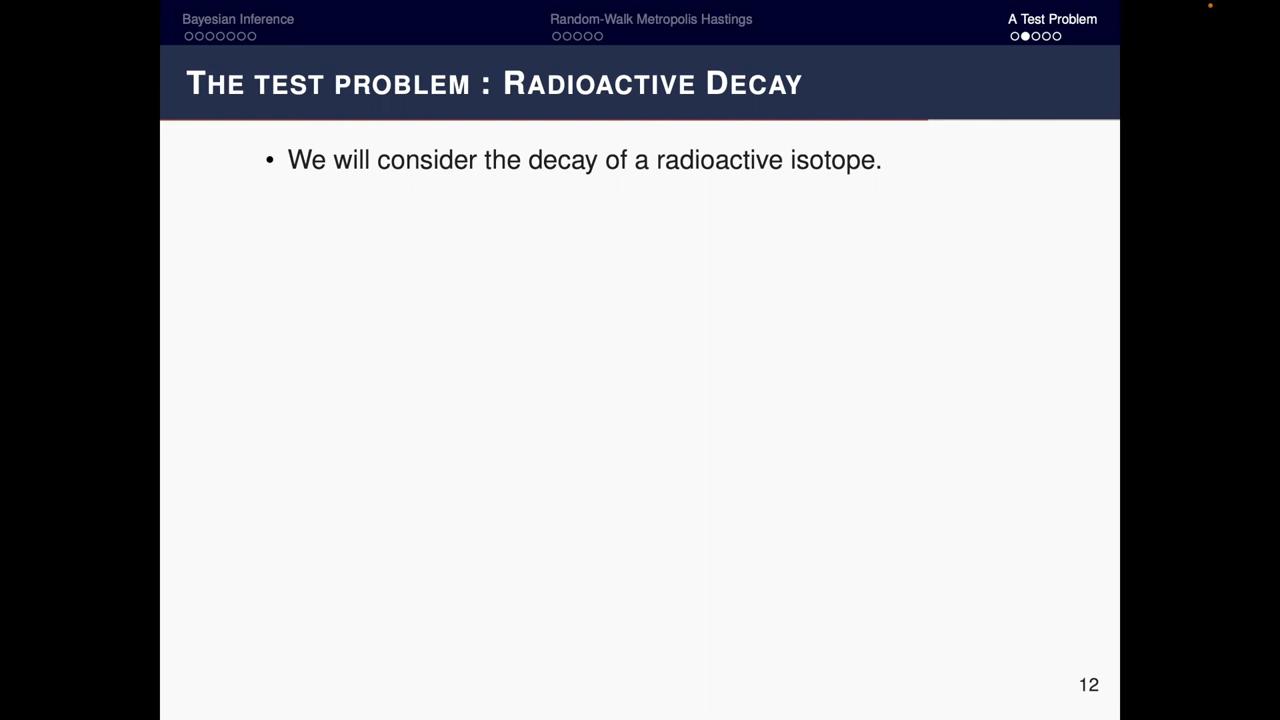 Bayesian Inference
Random-Walk Metropolis Hastings
A Test Problem
THE TEST PROBLEM : RADIOACTIVE DECAY
• We will consider the decay of a radioactive isotope.
12